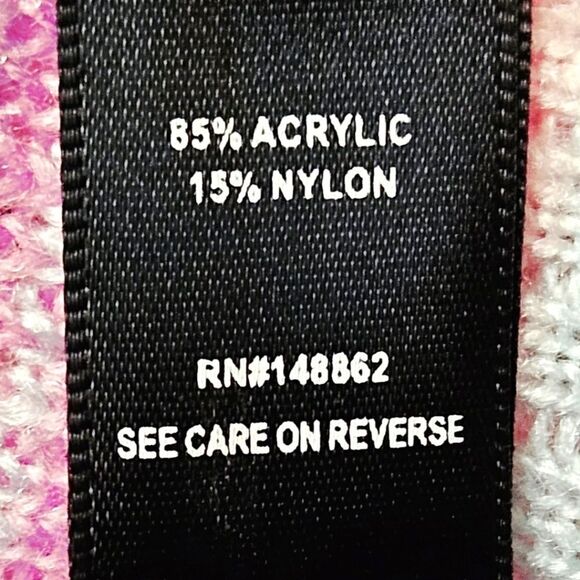 85% ACRYLIC
15% NYLON
RN#148862
SEE CARE ON REVERSE